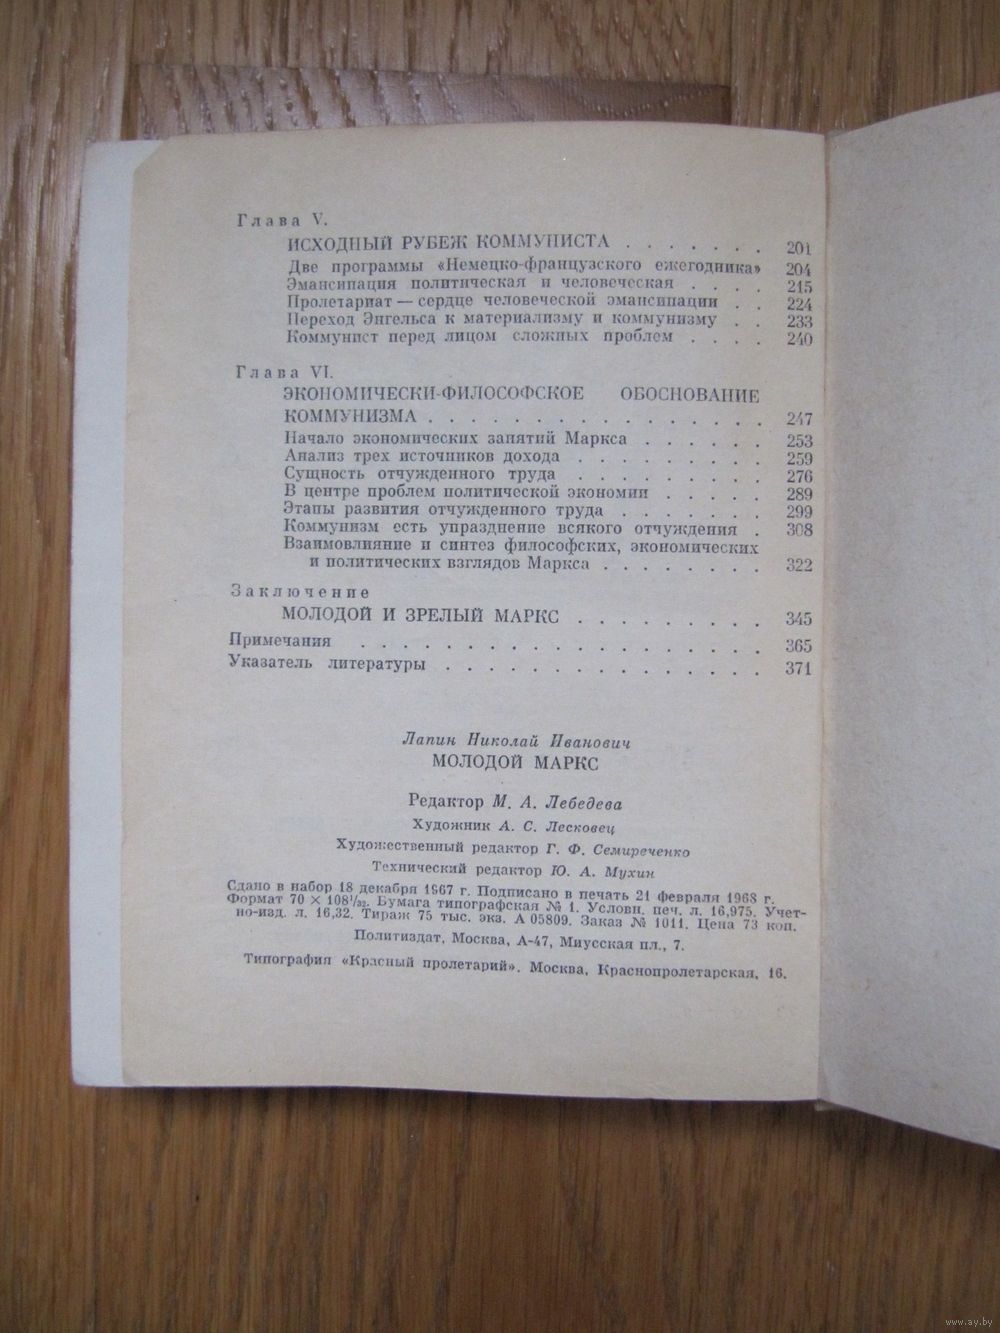 Глава V.
ИСХОДНЫЙ РУБЕЖ КОММУНИСТА . . . . . . . 201
Две программы «Немецко-французского ежегодника» 204
Эмансипация политическая и человеческая . . . . 215
Пролетариат — сердце человеческой эмансипации . . 224
Переход Энгельса к материализму и коммунизму . . 233
Коммунист перед лицом сложных проблем . . . . 240
Глава VI.
ЭКОНОМИЧЕСКИ-ФИЛОСОФСКОЕ ОБОСНОВАНИЕ
КОММУНИЗМА . . . . . . . . . . . . . . . . 247
Начало экономических занятий Маркса . . . . . . 253
Анализ трех источников дохода . . . . . . . . . 259
Сущность отчужденного труда . . . . . . . . . 276
В центре проблем политической экономии . . . . . 289
Этапы развития отчужденного труда . . . . . . . 299
Коммунизм есть упразднение всякого отчуждения . 308
Взаимовлияние и синтез философских, экономических
и политических взглядов Маркса . . . . . . . . 322
Заключение
МОЛОДОЙ И ЗРЕЛЫЙ МАРКС . . . . . . . . . 345
Примечания . . . . . . . . . . . . . . . . . . . 365
Указатель литературы . . . . . . . . . . . . . . 371
Лапин Николай Иванович
МОЛОДОЙ МАРКС
Редактор М. А. Лебедева
Художник А. С. Лесковец
Художественный редактор Г. Ф. Семиреченко
Технический редактор Ю. А. Мухин
Сдано в набор 18 декабря 1967 г. Подписано в печать 21 февраля 1968 г.
Формат 70 × 108¹/₃₂. Бумага типографская № 1. Условн. печ. л. 16,975. Учет-
но-изд. л. 16,32. Тираж 75 тыс. экз. А 05809. Заказ № 1011. Цена 73 коп.
Политиздат, Москва, А-47, Миусская пл., 7.
Типография «Красный пролетарий». Москва, Краснопролетарская, 16.
www.ay.by